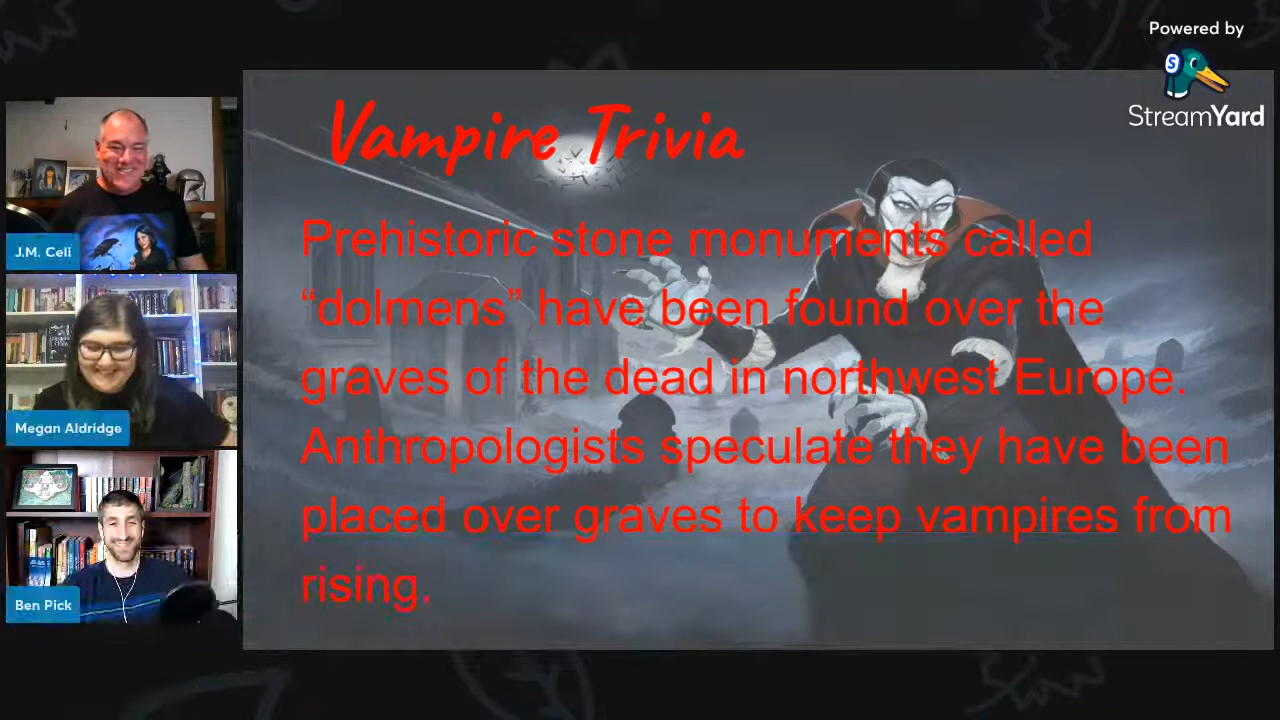 Powered by
StreamYard
Vampire Trivia
Prehistoric stone monuments called
“dolmens” have been found over the
graves of the dead in northwest Europe.
Anthropologists speculate they have been
placed over graves to keep vampires from
rising.
J.M. Celi
Megan Aldridge
Ben Pick